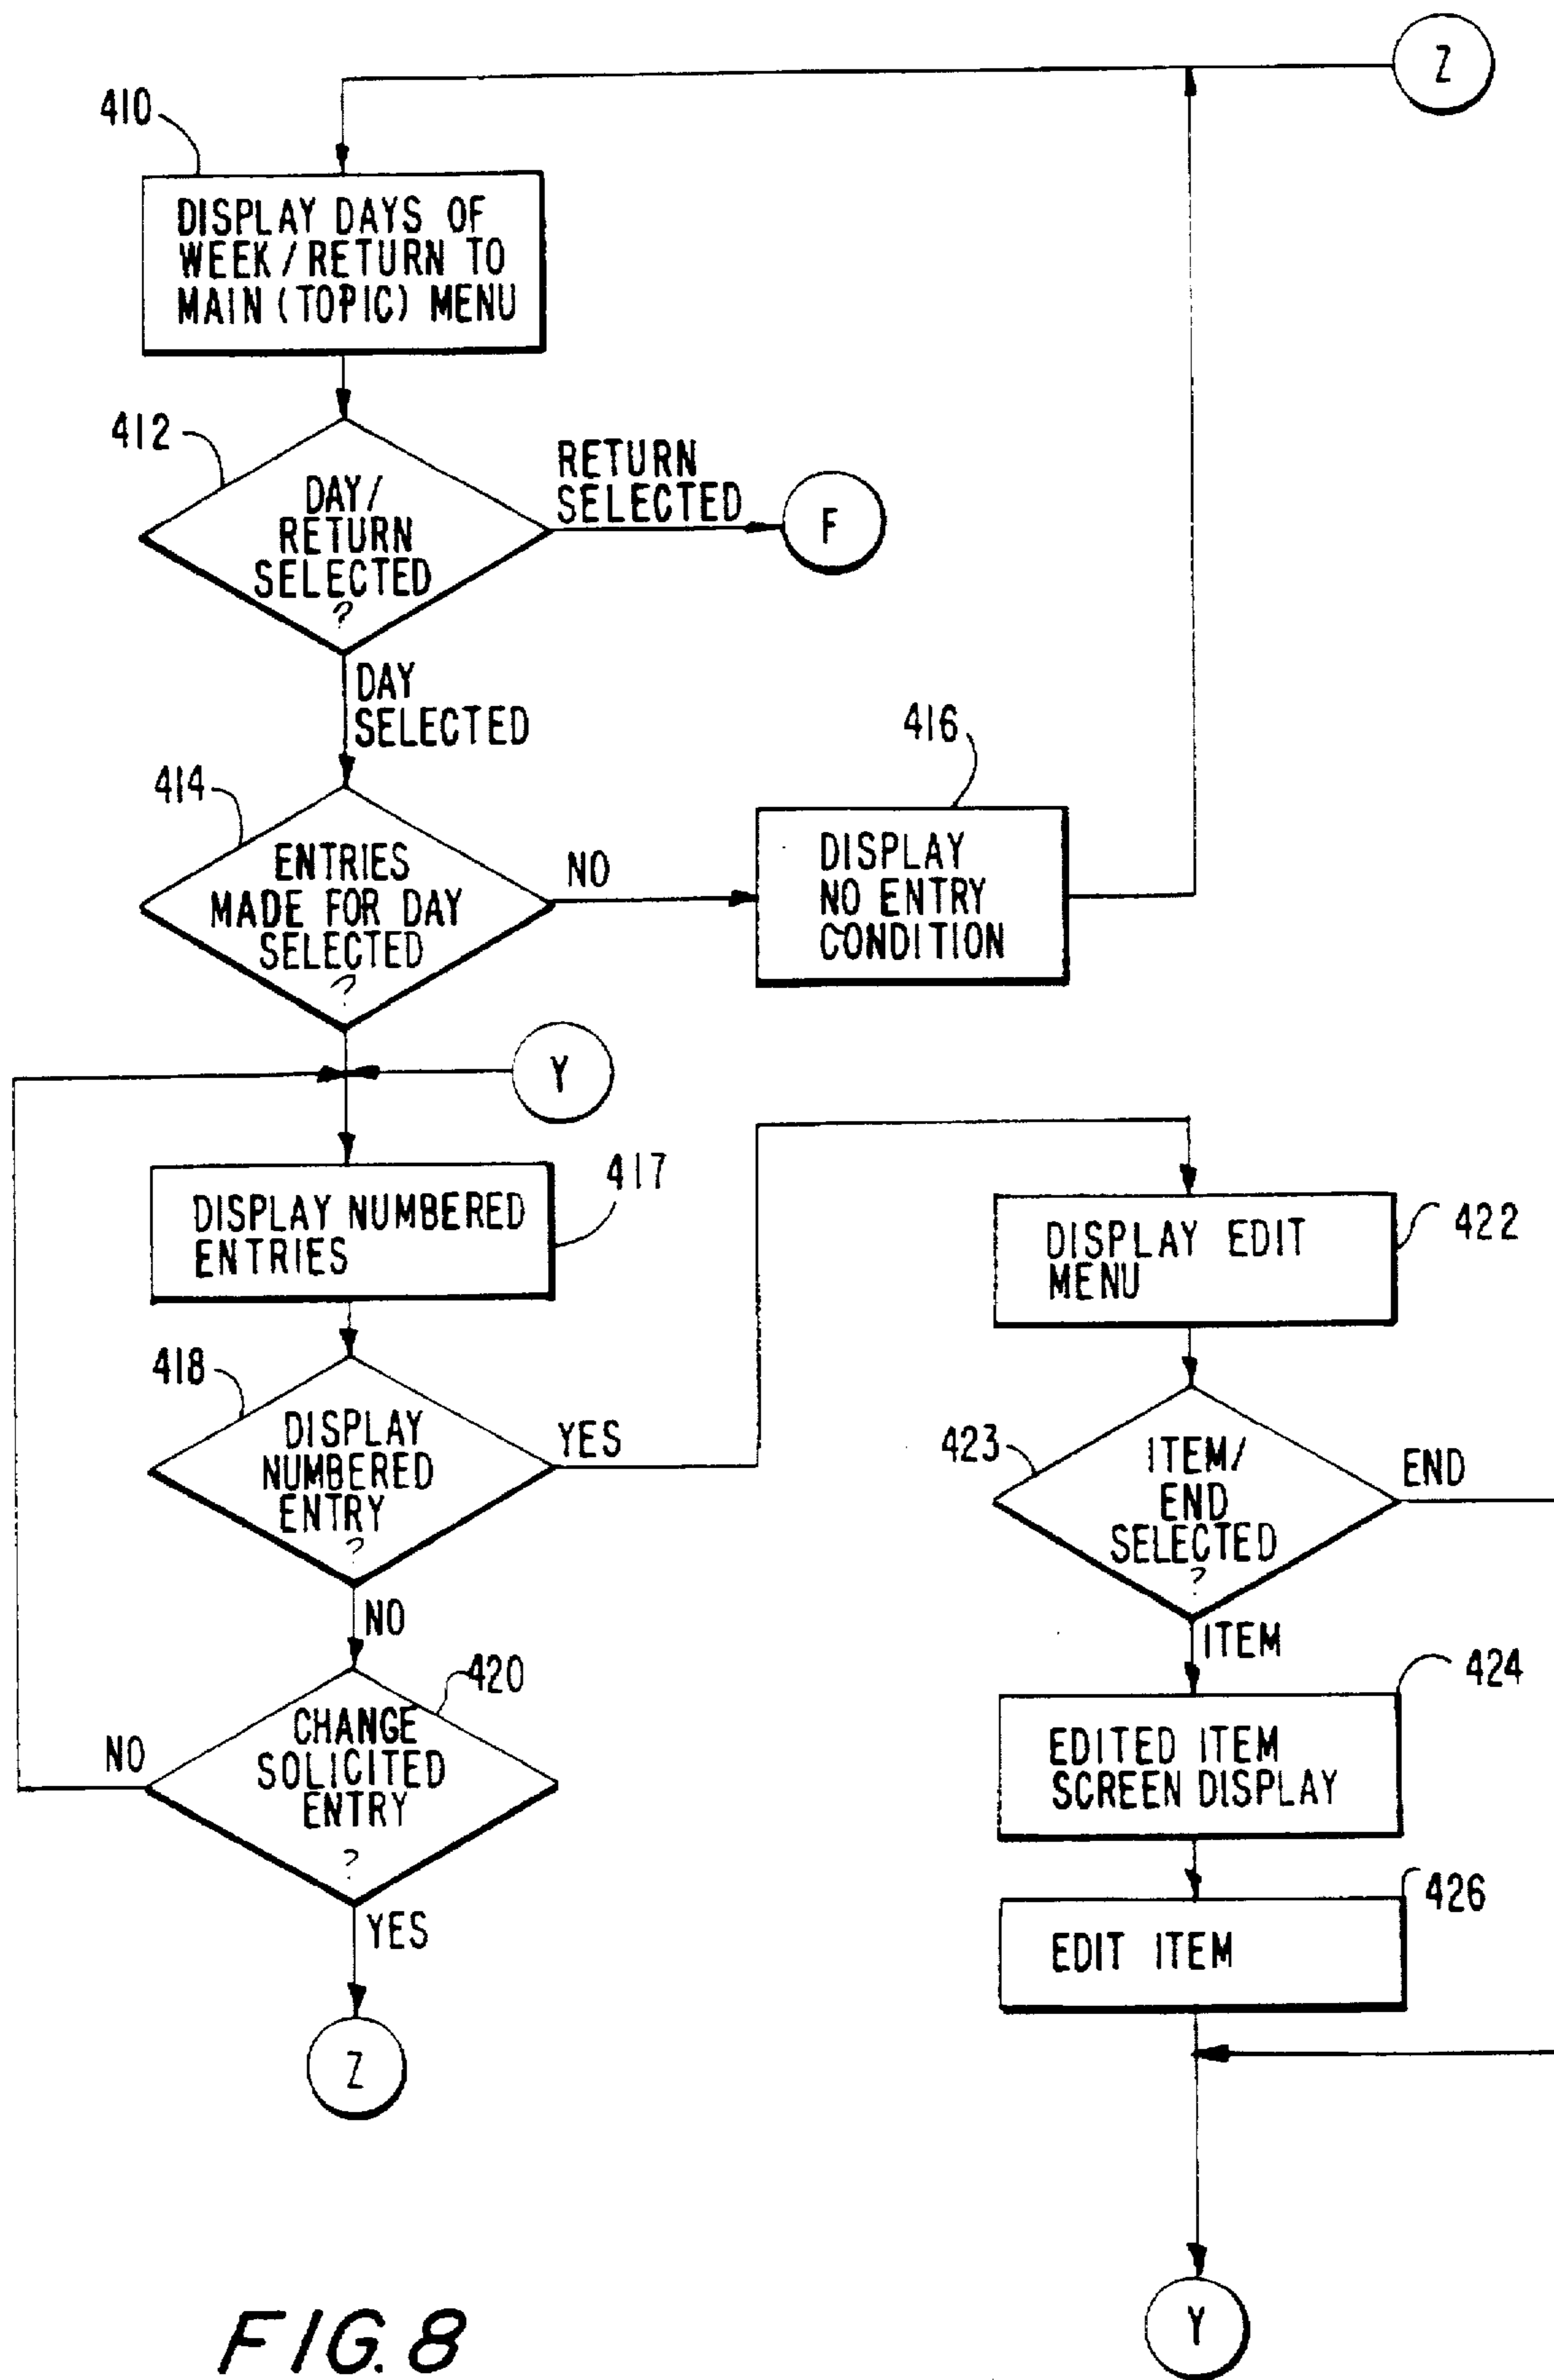 Z
410
DISPLAY DAYS OF
WEEK / RETURN TO
MAIN (TOPIC) MENU
412
DAY/
RETURN
SELECTED
?
RETURN
SELECTED
F
DAY
SELECTED
414
ENTRIES
MADE FOR DAY
SELECTED
?
NO
416
DISPLAY
NO ENTRY
CONDITION
Y
417
DISPLAY NUMBERED
ENTRIES
418
DISPLAY
NUMBERED
ENTRY
?
YES
NO
420
CHANGE
SOLICITED
ENTRY
?
NO
YES
Z
422
DISPLAY EDIT
MENU
423
ITEM/
END
SELECTED
?
END
ITEM
424
EDITED ITEM
SCREEN DISPLAY
426
EDIT ITEM
Y
FIG. 8